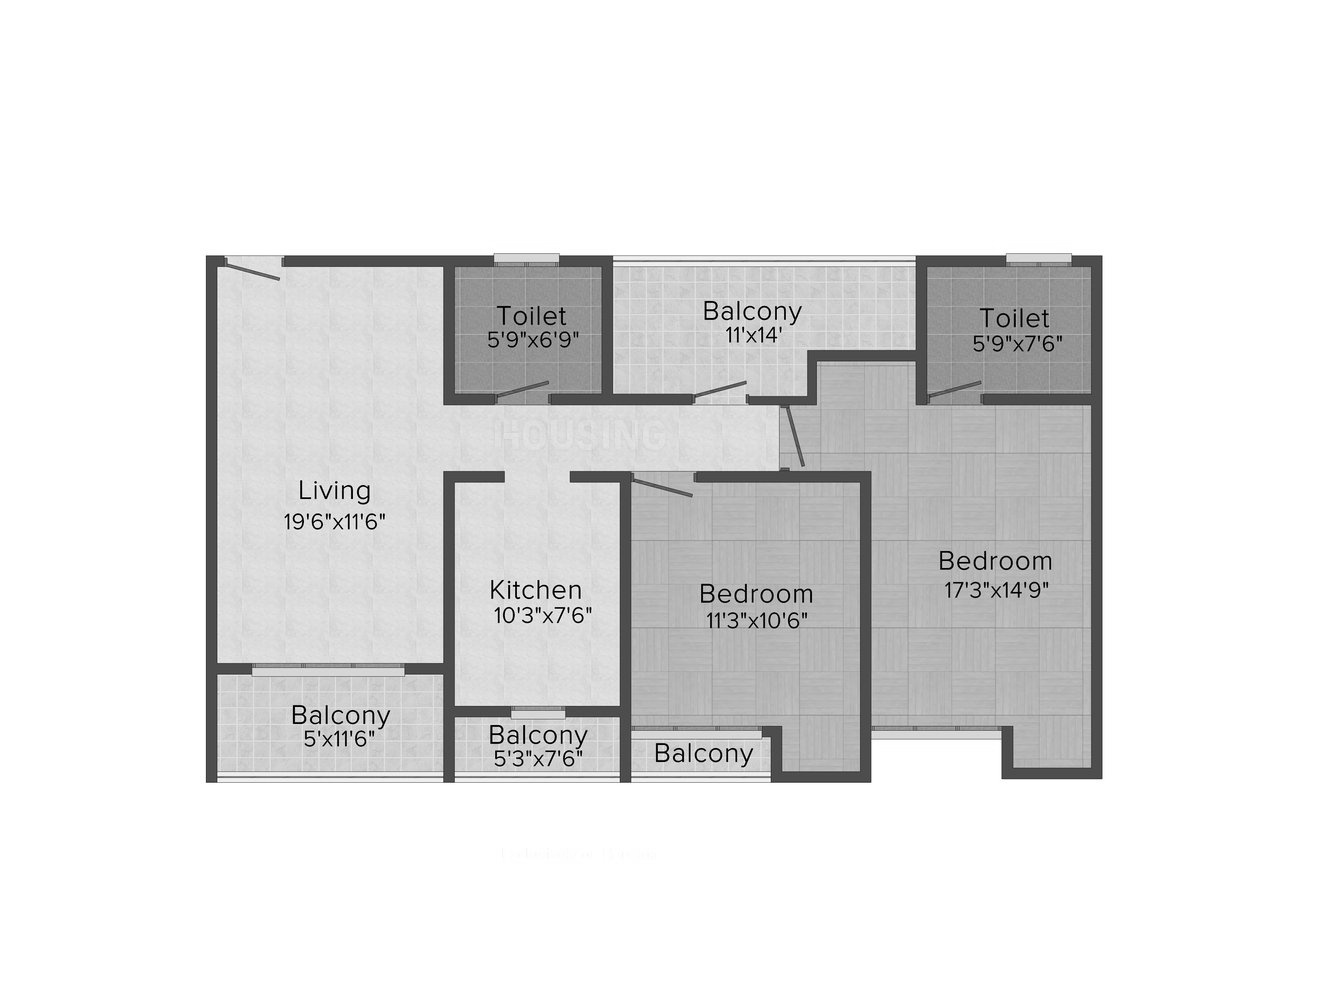 Toilet
5'9"x6'9"
Balcony
11'x14'
Toilet
5'9"x7'6"
HOUSING
Living
19'6"x11'6"
Kitchen
10'3"x7'6"
Bedroom
11'3"x10'6"
Bedroom
17'3"x14'9"
Balcony
5'x11'6"
Balcony
5'3"x7'6"
Balcony